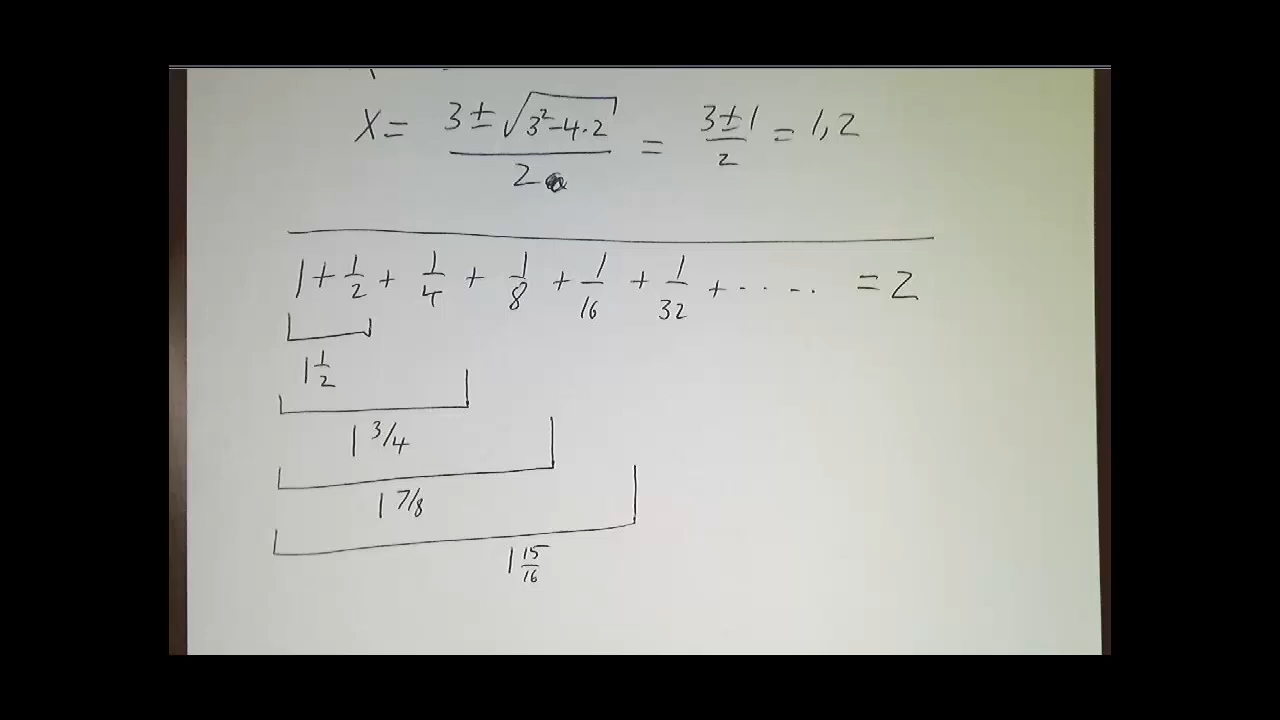 X = (3 ± √(3² - 4·2)) / 2 = (3 ± 1) / 2 = 1, 2
1 + 1/2 + 1/4 + 1/8 + 1/16 + 1/32 + ····· = 2
1 1/2
1 3/4
1 7/8
1 15/16